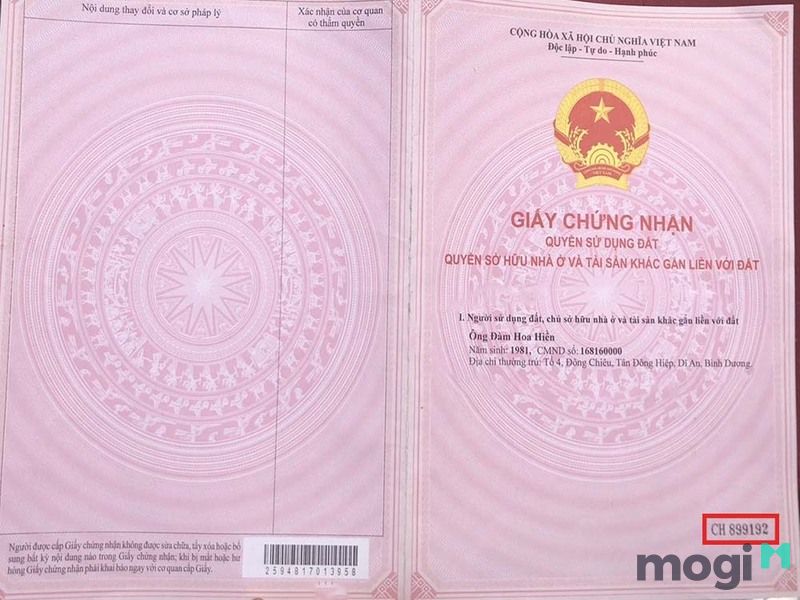 Nội dung thay đổi và cơ sở pháp lý
Xác nhận của cơ quan
có thẩm quyền
Người được cấp Giấy chứng nhận không được sửa chữa, tẩy xóa hoặc bổ
sung bất kỳ nội dung nào trong Giấy chứng nhận; khi bị mất hoặc hư
hỏng Giấy chứng nhận phải khai báo ngay với cơ quan cấp Giấy.
2594817013958
CỘNG HÒA XÃ HỘI CHỦ NGHĨA VIỆT NAM
Độc lập - Tự do - Hạnh phúc
GIẤY CHỨNG NHẬN
QUYỀN SỬ DỤNG ĐẤT
QUYỀN SỞ HỮU NHÀ Ở VÀ TÀI SẢN KHÁC GẮN LIỀN VỚI ĐẤT
I. Người sử dụng đất, chủ sở hữu nhà ở và tài sản khác gắn liền với đất
Ông Đàm Hoa Hiền
Năm sinh: 1981, CMND số: 168160000
Địa chỉ thường trú: Tổ 4, Đông Chiêu, Tân Đông Hiệp, Dĩ An, Bình Dương.
CH 899192
mogi